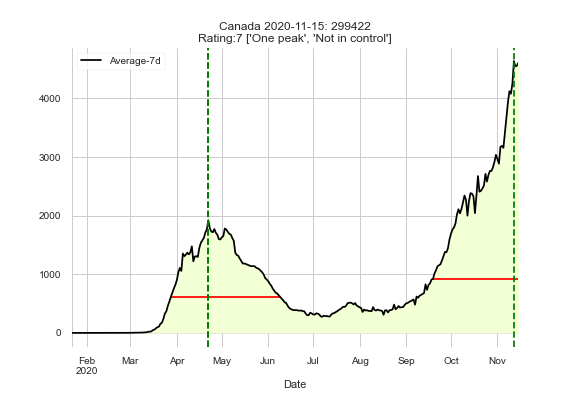 Canada 2020-11-15: 299422
Rating:7 ['One peak', 'Not in control']
Average-7d
4000
3000
2000
1000
0
Feb Mar Apr May Jun Jul Aug Sep Oct Nov
2020
Date